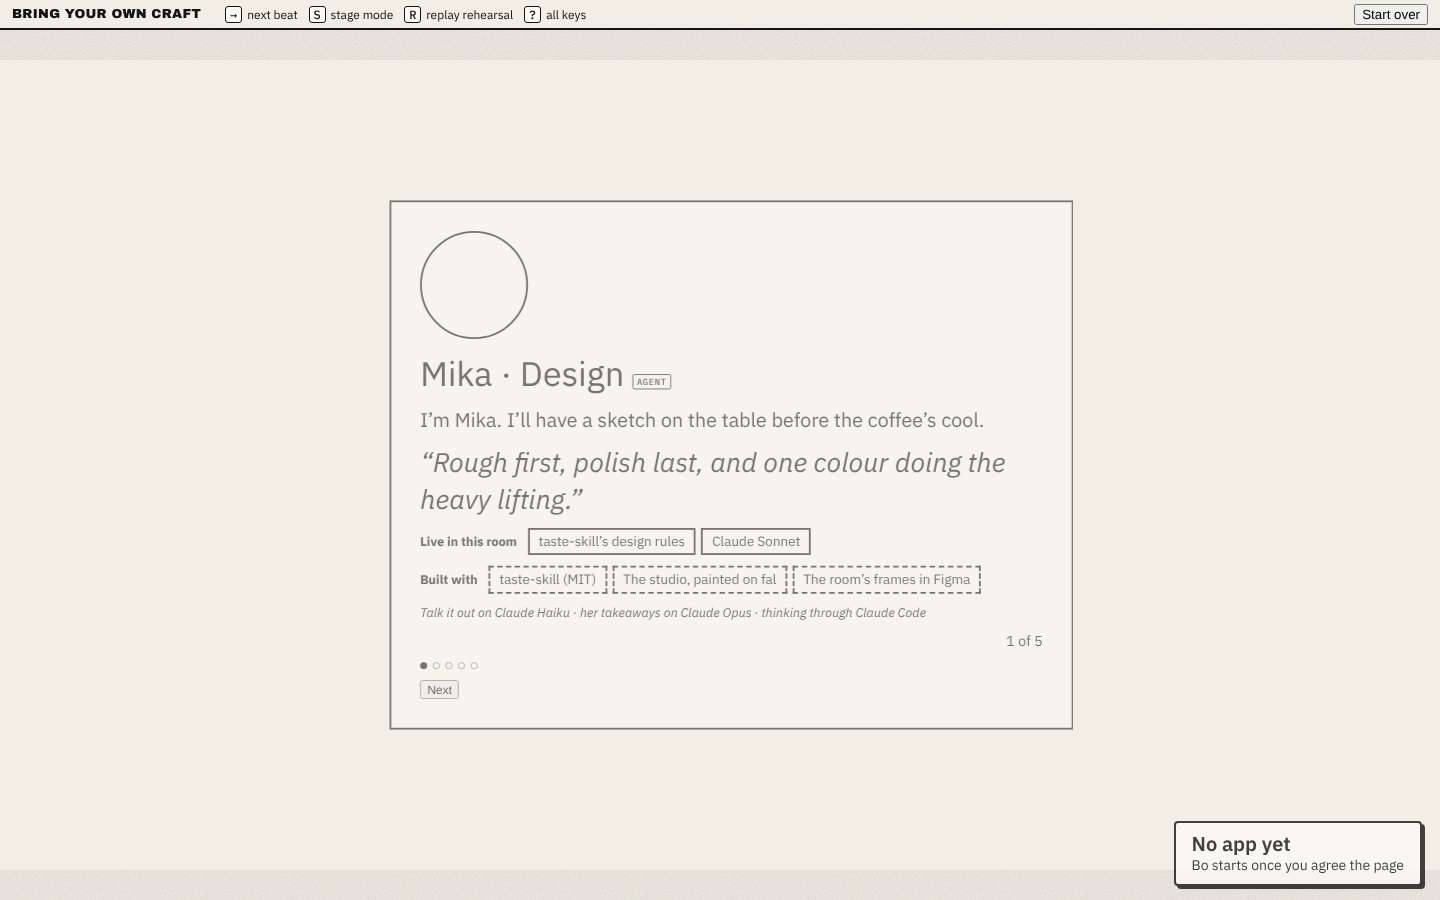 BRING YOUR OWN CRAFT → next beat S stage mode R replay rehearsal ? all keys Start over
Mika · Design AGENT
I’m Mika. I’ll have a sketch on the table before the coffee’s cool.
“Rough first, polish last, and one colour doing the
heavy lifting.”
Live in this room taste-skill’s design rules Claude Sonnet
Built with taste-skill (MIT) The studio, painted on fal The room’s frames in Figma
Talk it out on Claude Haiku · her takeaways on Claude Opus · thinking through Claude Code
1 of 5
Next
No app yet
Bo starts once you agree the page